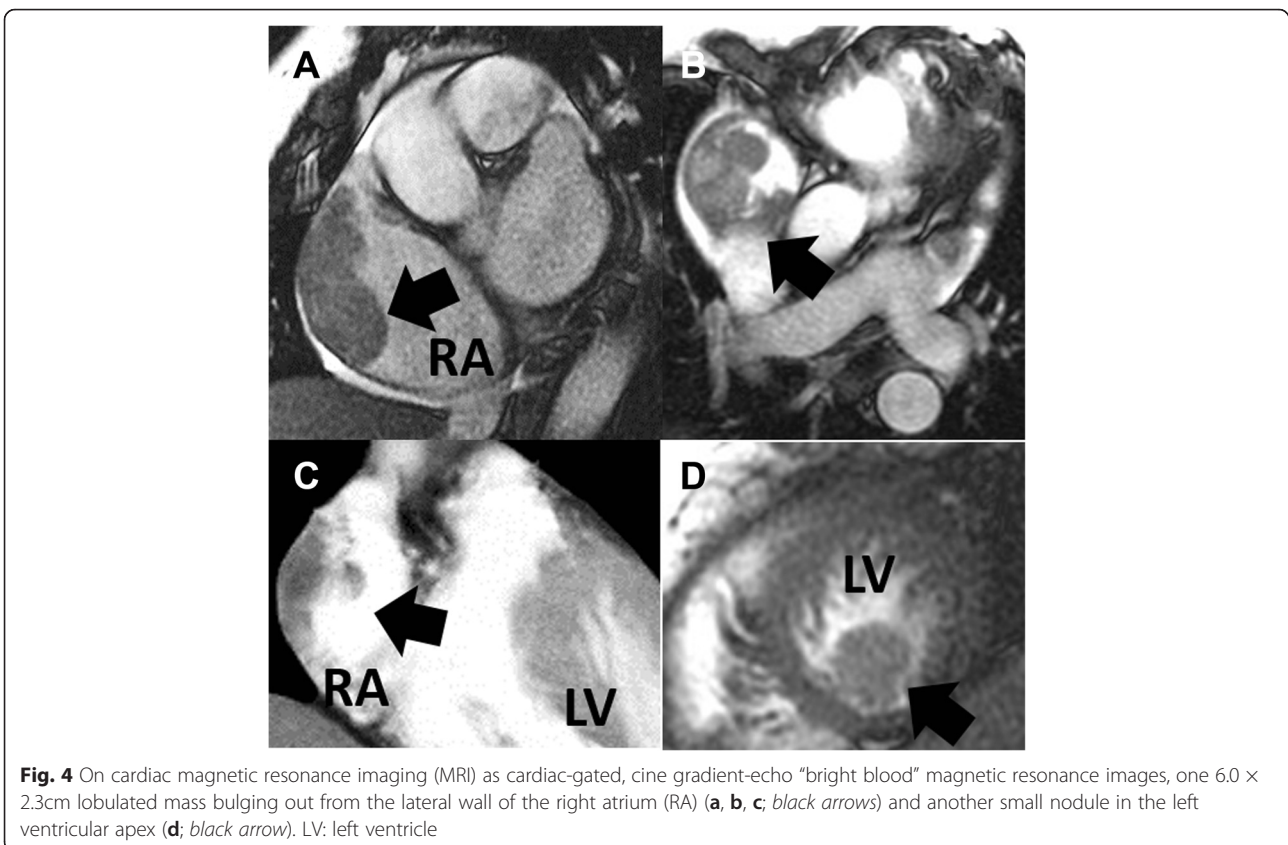 A
B
RA
C
D
LV
RA
LV
Fig. 4 On cardiac magnetic resonance imaging (MRI) as cardiac-gated, cine gradient-echo “bright blood” magnetic resonance images, one 6.0 ×
2.3cm lobulated mass bulging out from the lateral wall of the right atrium (RA) (a, b, c; black arrows) and another small nodule in the left
ventricular apex (d; black arrow). LV: left ventricle